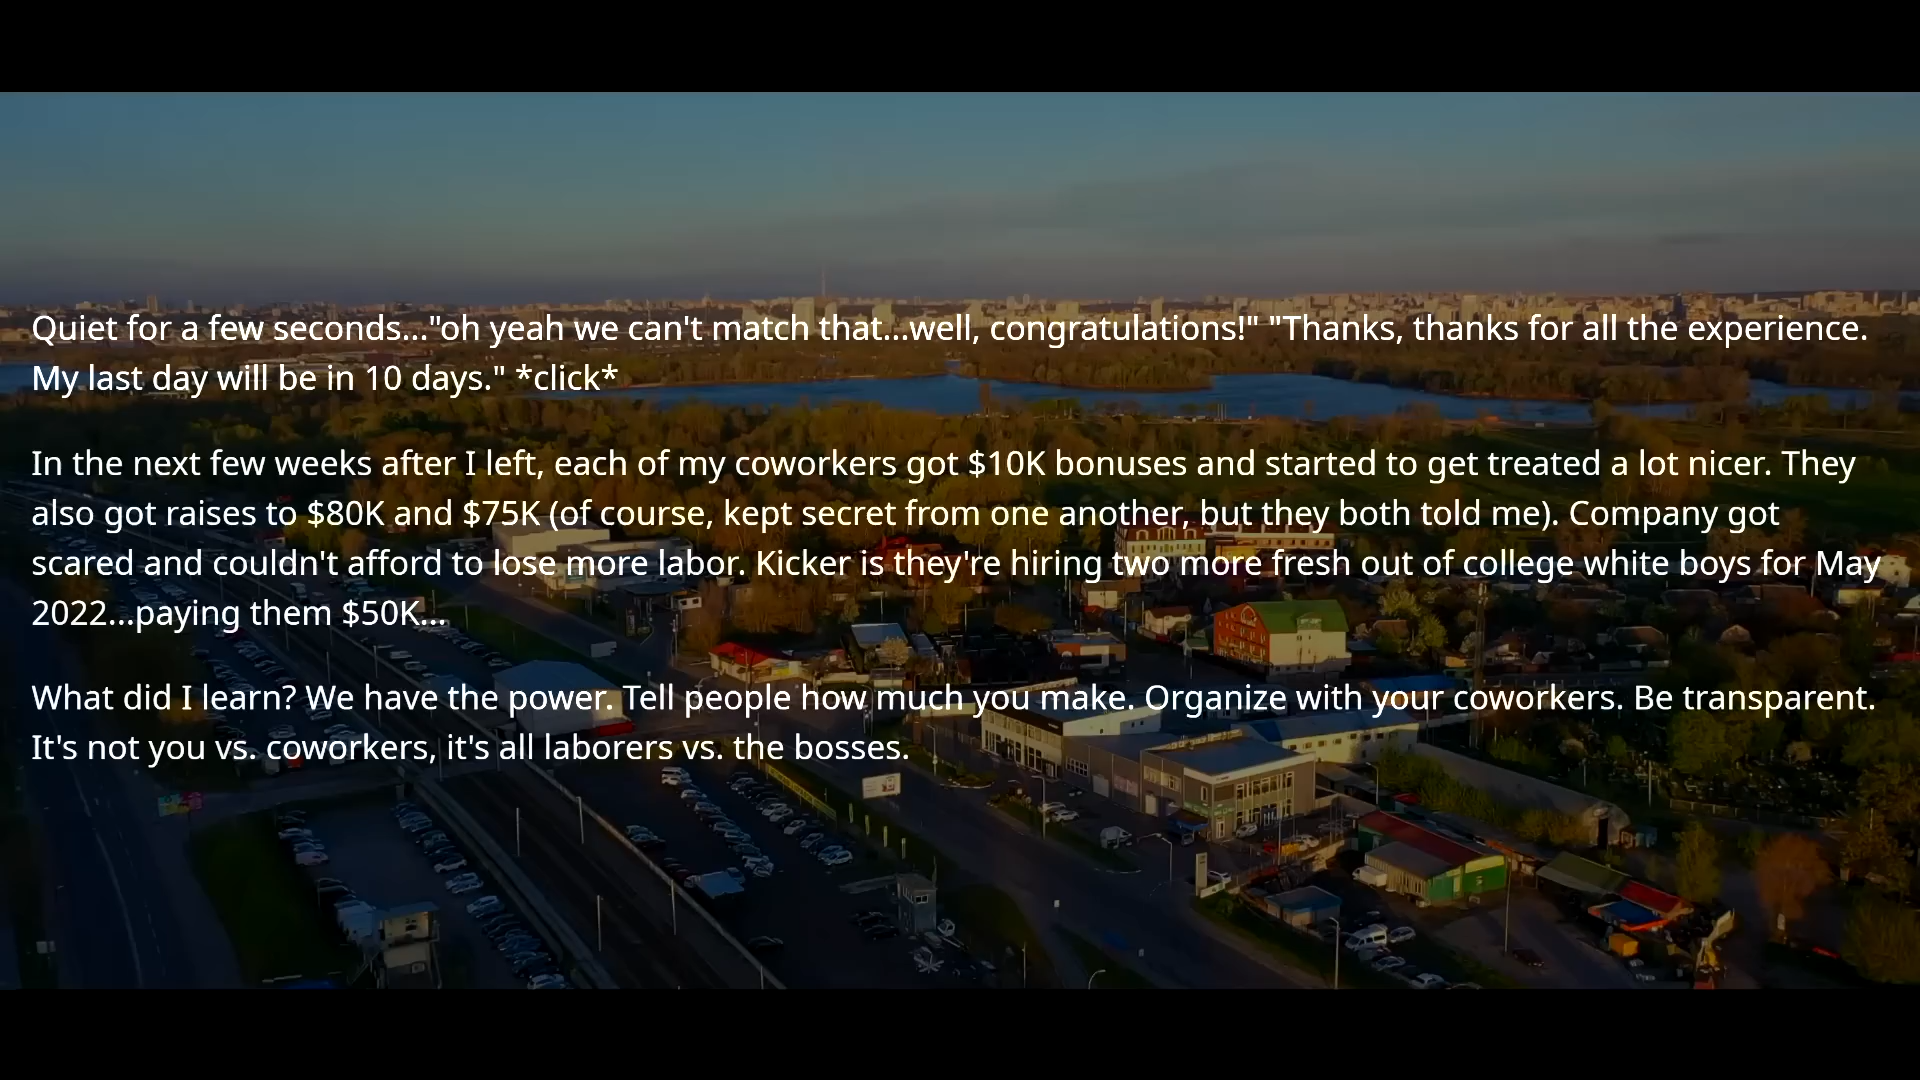 Quiet for a few seconds..."oh yeah we can't match that...well, congratulations!" "Thanks, thanks for all the experience.
My last day will be in 10 days." *click*
In the next few weeks after I left, each of my coworkers got $10K bonuses and started to get treated a lot nicer. They
also got raises to $80K and $75K (of course, kept secret from one another, but they both told me). Company got
scared and couldn't afford to lose more labor. Kicker is they're hiring two more fresh out of college white boys for May
2022...paying them $50K...
What did I learn? We have the power. Tell people how much you make. Organize with your coworkers. Be transparent.
It's not you vs. coworkers, it's all laborers vs. the bosses.